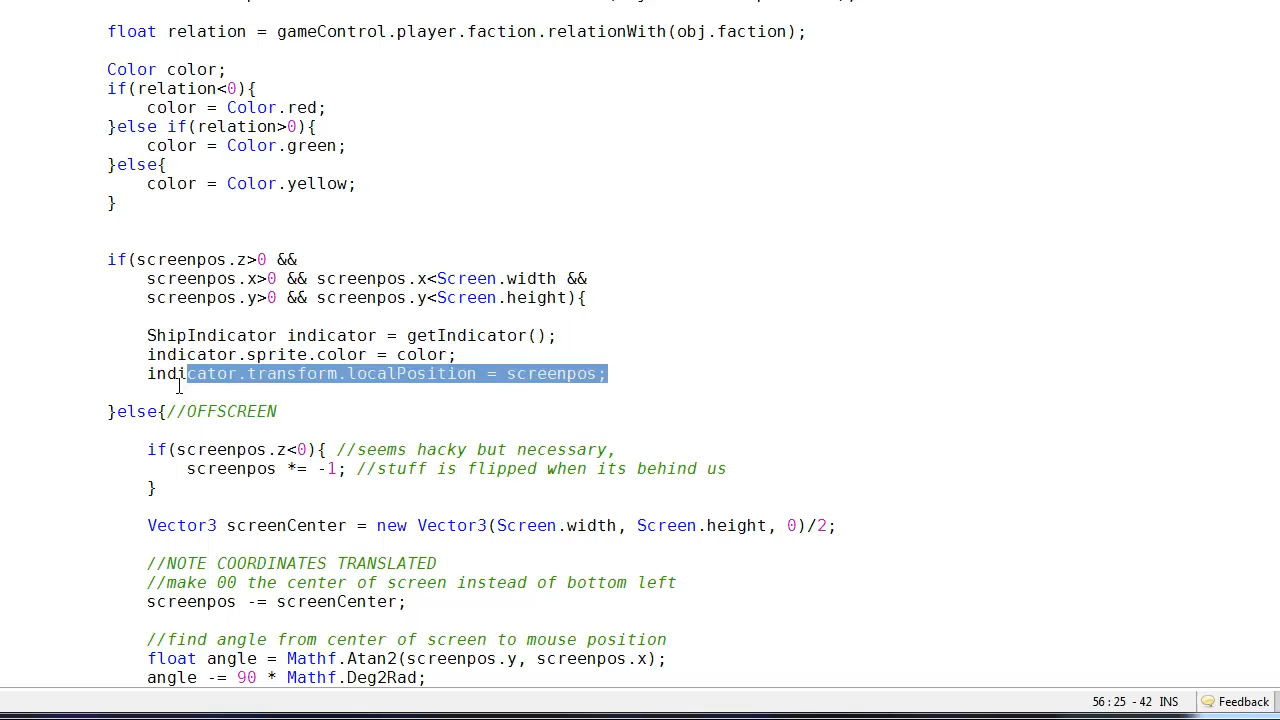 float relation = gameControl.player.faction.relationWith(obj.faction);
Color color;
if(relation<0){
color = Color.red;
}else if(relation>0){
color = Color.green;
}else{
color = Color.yellow;
}
if(screenpos.z>0 &&
screenpos.x>0 && screenpos.x<Screen.width &&
screenpos.y>0 && screenpos.y<Screen.height){
ShipIndicator indicator = getIndicator();
indicator.sprite.color = color;
indicator.transform.localPosition = screenpos;
}else{//OFFSCREEN
if(screenpos.z<0){ //seems hacky but necessary,
screenpos *= -1; //stuff is flipped when its behind us
}
Vector3 screenCenter = new Vector3(Screen.width, Screen.height, 0)/2;
//NOTE COORDINATES TRANSLATED
//make 00 the center of screen instead of bottom left
screenpos -= screenCenter;
//find angle from center of screen to mouse position
float angle = Mathf.Atan2(screenpos.y, screenpos.x);
angle -= 90 * Mathf.Deg2Rad;
56 : 25 - 42 INS Feedback